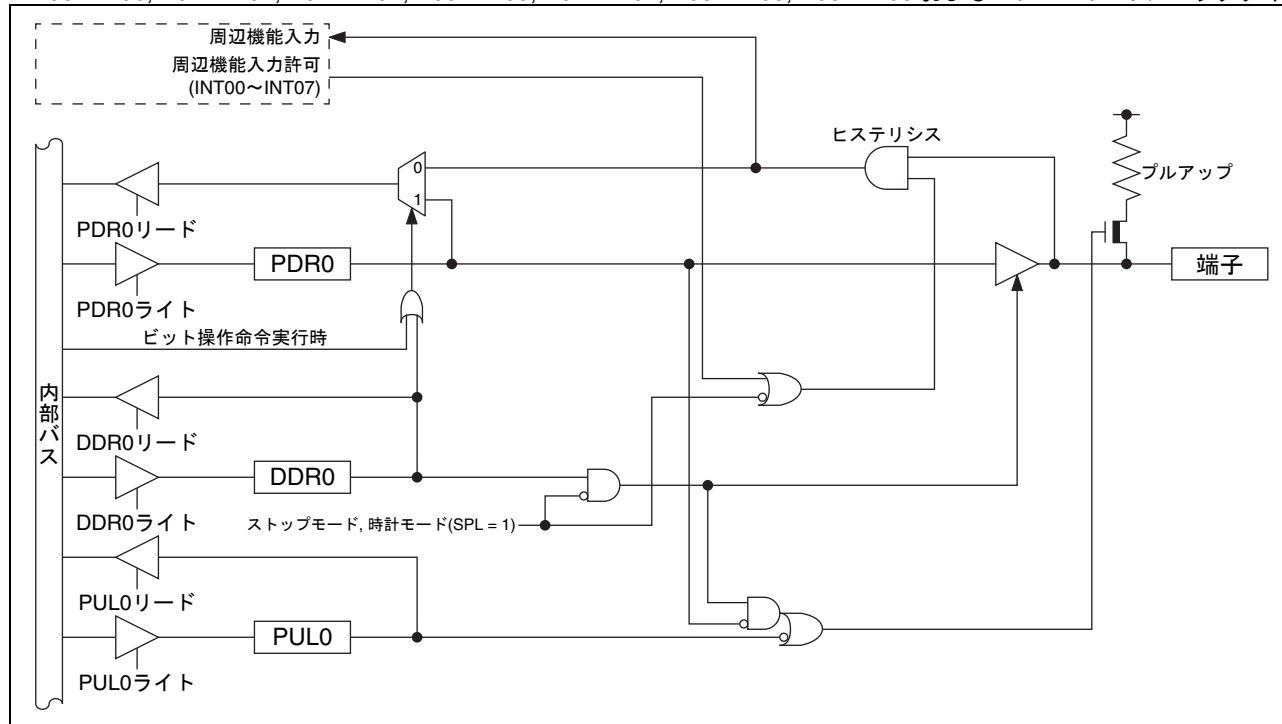 周辺機能入力
周辺機能入力許可
(INT00～INT07)
ヒステリシス
プルアップ
0
1
PDR0リード
PDR0
端子
PDR0ライト
ビット操作命令実行時
内部バス
DDR0リード
DDR0
DDR0ライト
ストップモード, 時計モード(SPL = 1)
PUL0リード
PUL0
PUL0ライト